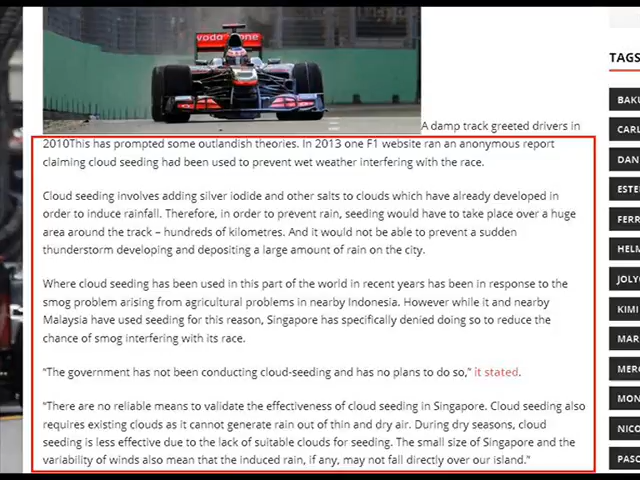 vodafone
A damp track greeted drivers in
2010This has prompted some outlandish theories. In 2013 one F1 website ran an anonymous report
claiming cloud seeding had been used to prevent wet weather interfering with the race.
Cloud seeding involves adding silver iodide and other salts to clouds which have already developed in
order to induce rainfall. Therefore, in order to prevent rain, seeding would have to take place over a huge
area around the track – hundreds of kilometres. And it would not be able to prevent a sudden
thunderstorm developing and depositing a large amount of rain on the city.
Where cloud seeding has been used in this part of the world in recent years has been in response to the
smog problem arising from agricultural problems in nearby Indonesia. However while it and nearby
Malaysia have used seeding for this reason, Singapore has specifically denied doing so to reduce the
chance of smog interfering with its race.
“The government has not been conducting cloud-seeding and has no plans to do so,” it stated.
“There are no reliable means to validate the effectiveness of cloud seeding in Singapore. Cloud seeding also
requires existing clouds as it cannot generate rain out of thin and dry air. During dry seasons, cloud
seeding is less effective due to the lack of suitable clouds for seeding. The small size of Singapore and the
variability of winds also mean that the induced rain, if any, may not fall directly over our island.”
TAGS
BAKU
CARL
DAN
ESTE
FERR
HELM
JOLYO
KIMI
MAR
MERC
MON
NICO
PASC